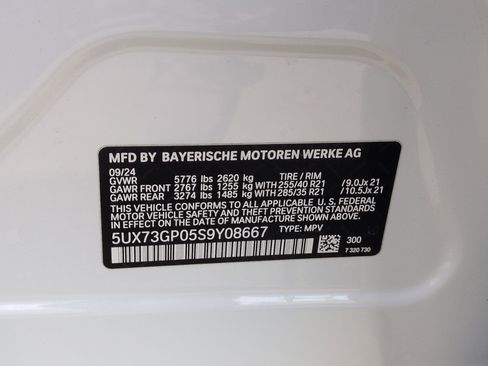 MFD BY BAYERISCHE MOTOREN WERKE AG
09/24
GVWR 5776 lbs 2620 kg TIRE / RIM
GAWR FRONT 2767 lbs 1255 kg WITH 255/40 R21 /9.0Jx 21
GAWR REAR 3274 lbs 1485 kg WITH 285/35 R21 /10.5Jx 21
THIS VEHICLE CONFORMS TO ALL APPLICABLE U.S. FEDERAL
MOTOR VEHICLE SAFETY STANDARDS IN EFFECT ON THE
DATE OF MANUFACTURE SHOWN ABOVE.
5UX73GP05S9Y08667 TYPE: MPV
300
7 320 730